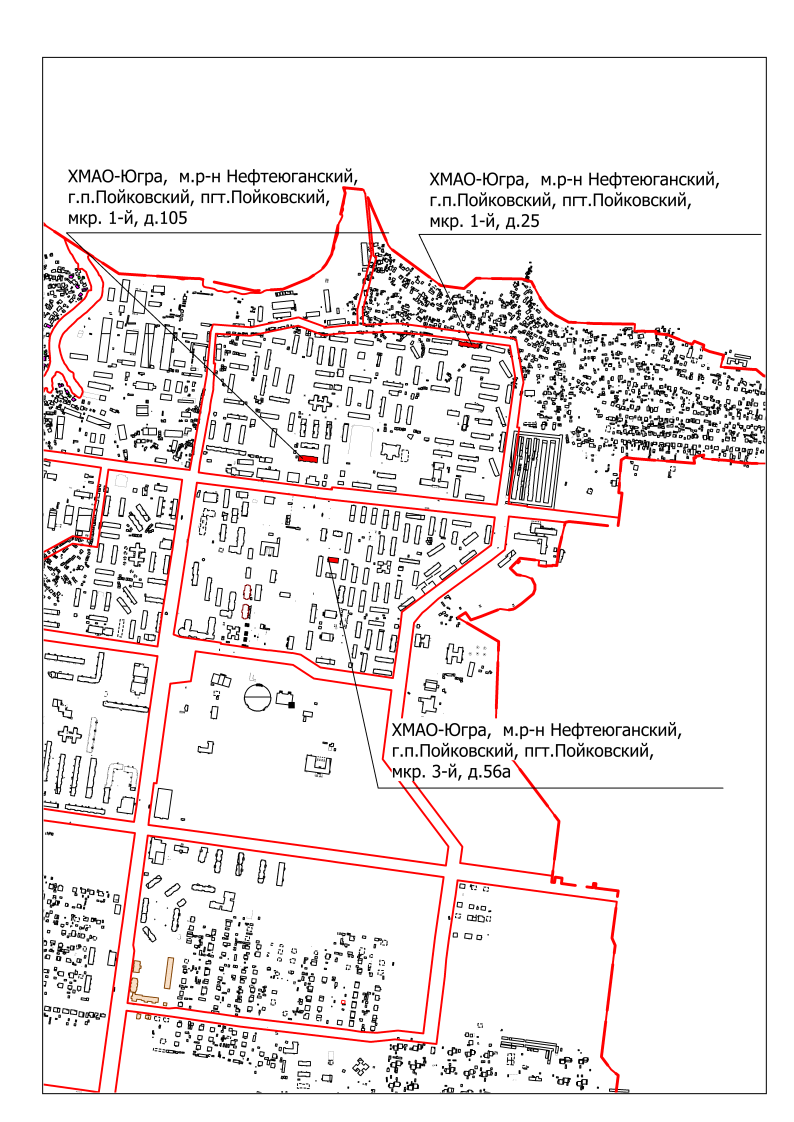 ХМАО-Югра, м.р-н Нефтеюганский,
г.п.Пойковский, пгт.Пойковский,
мкр. 1-й, д.105
ХМАО-Югра, м.р-н Нефтеюганский,
г.п.Пойковский, пгт.Пойковский,
мкр. 1-й, д.25
ХМАО-Югра, м.р-н Нефтеюганский,
г.п.Пойковский, пгт.Пойковский,
мкр. 3-й, д.56а